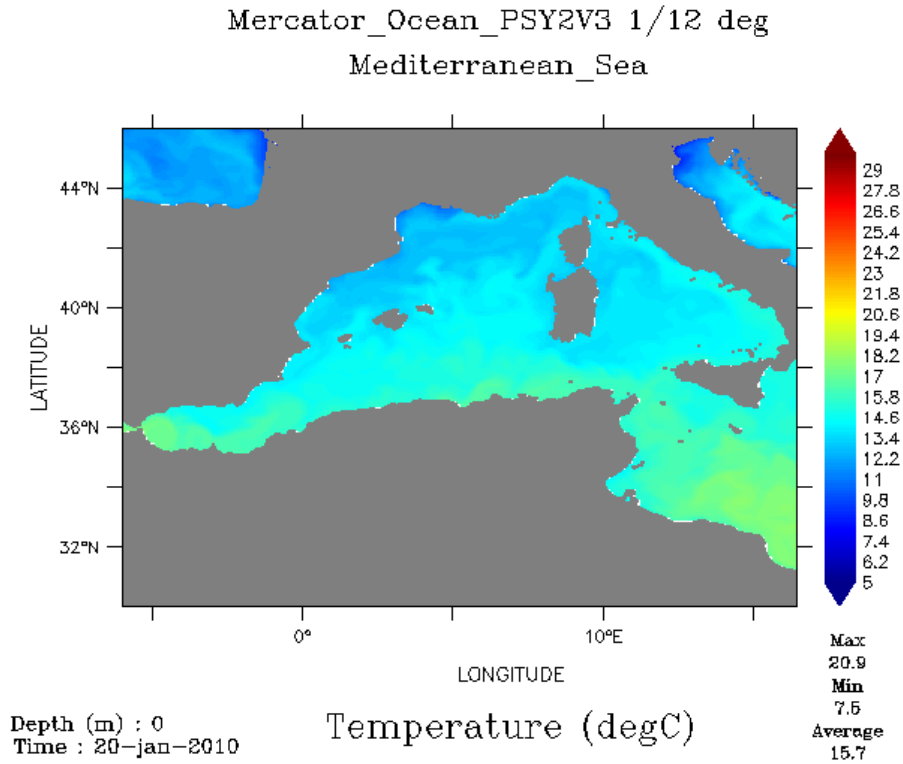 Mercator_Ocean_PSY2V3 1/12 deg
Mediterranean_Sea
44°N
40°N
36°N
32°N
LATITUDE
0°
10°E
LONGITUDE
29
27.8
26.6
25.4
24.2
23
21.8
20.6
19.4
18.2
17
15.8
14.6
13.4
12.2
11
9.8
8.6
7.4
6.2
5
Max
20.9
Min
7.5
Average
15.7
Depth (m) : 0
Time : 20-jan-2010
Temperature (degC)